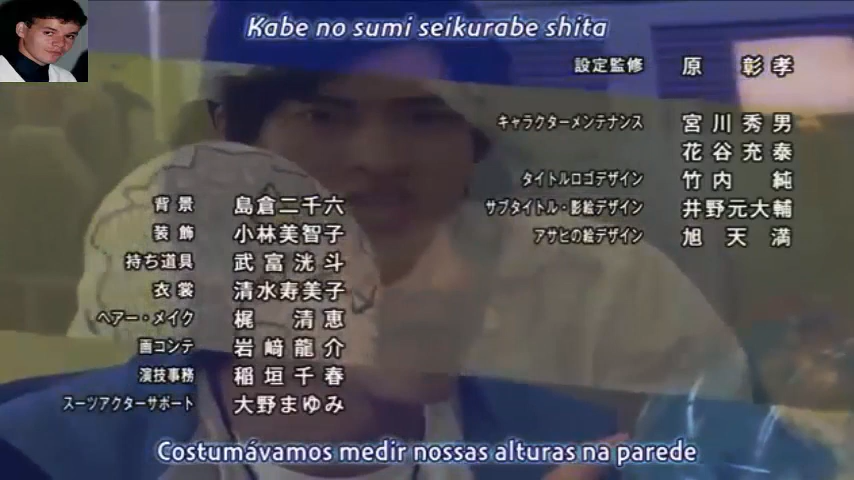 Kabe no sumi seikurabe shita
設定監修 原 彰孝
キャラクターメンテナンス 宮川秀男
花谷充泰
タイトルロゴデザイン 竹内 純
サブタイトル・影絵デザイン 井野元大輔
アサヒの絵デザイン 旭 天満
背景 島倉二千六
装飾 小林美智子
持ち道具 武富洸斗
衣裳 清水寿美子
ヘアー・メイク 梶 清恵
画コンテ 岩﨑龍介
演技事務 稲垣千春
スーツアクターサポート 大野まゆみ
Costumávamos medir nossas alturas na parede